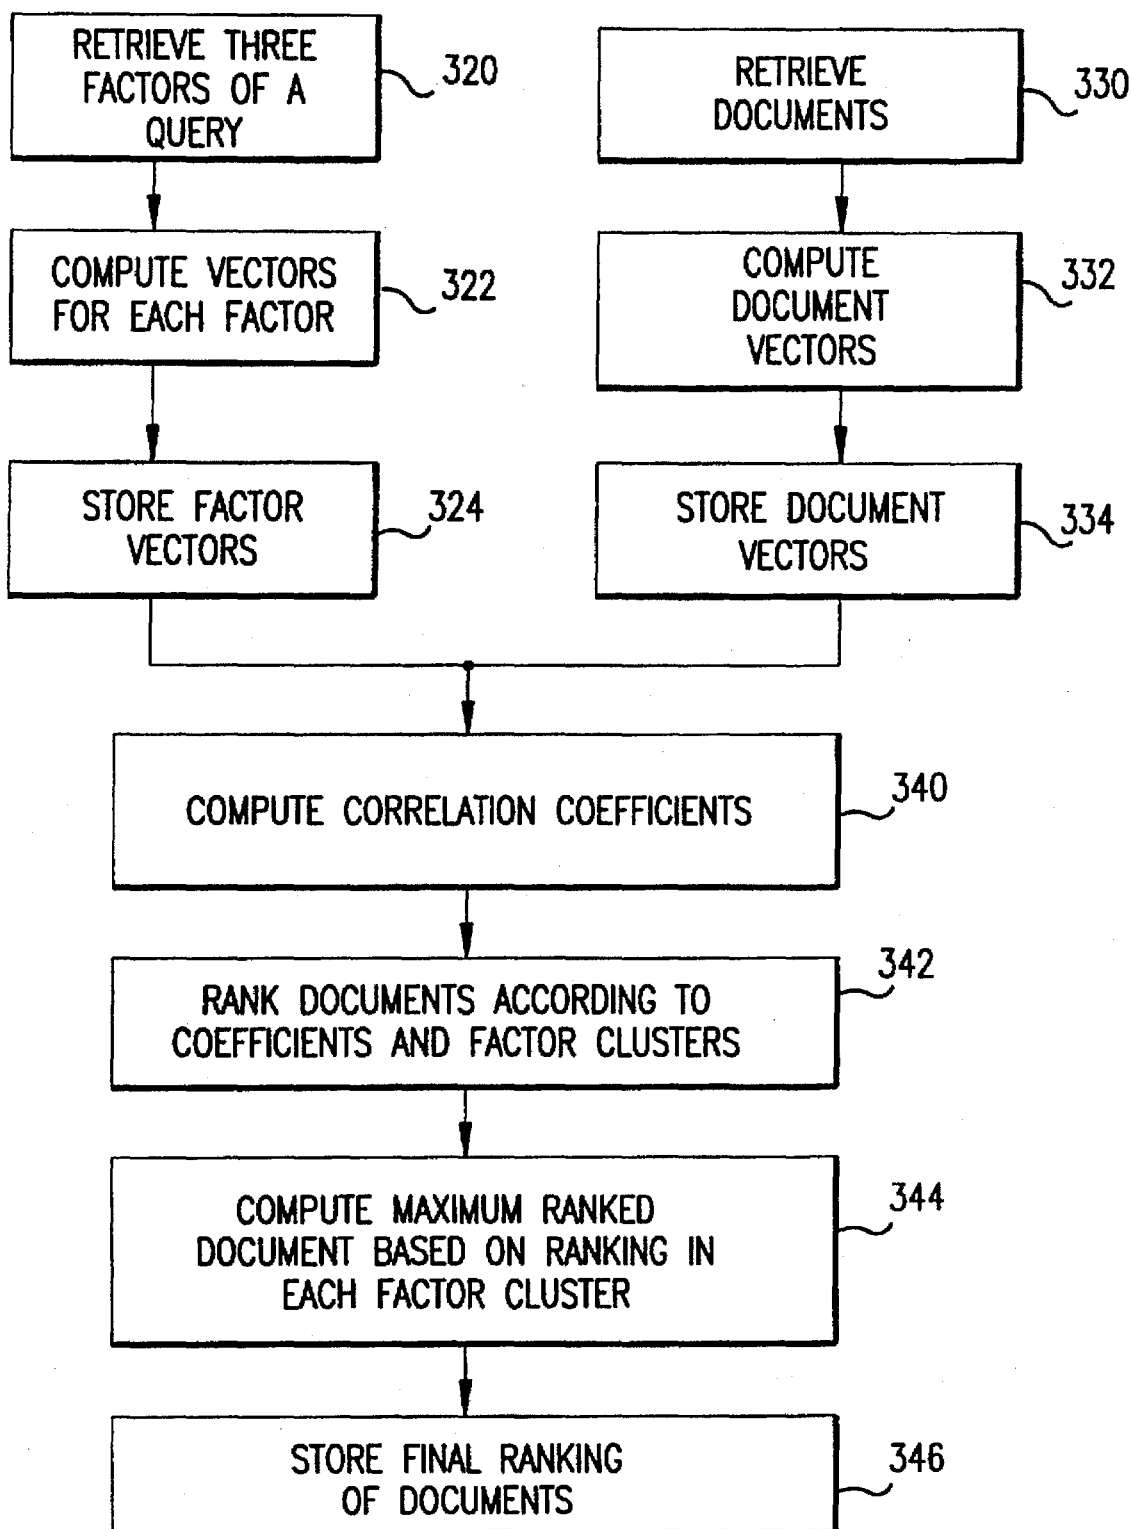 RETRIEVE THREE
FACTORS OF A
QUERY
320
COMPUTE VECTORS
FOR EACH FACTOR
322
STORE FACTOR
VECTORS
324
RETRIEVE
DOCUMENTS
330
COMPUTE
DOCUMENT
VECTORS
332
STORE DOCUMENT
VECTORS
334
COMPUTE CORRELATION COEFFICIENTS
340
RANK DOCUMENTS ACCORDING TO
COEFFICIENTS AND FACTOR CLUSTERS
342
COMPUTE MAXIMUM RANKED
DOCUMENT BASED ON RANKING IN
EACH FACTOR CLUSTER
344
STORE FINAL RANKING
OF DOCUMENTS
346